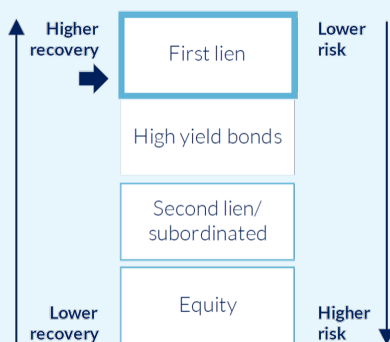 Higher
recovery
First lien
Lower
risk
High yield bonds
Second lien/
subordinated
Lower
recovery
Equity
Higher
risk